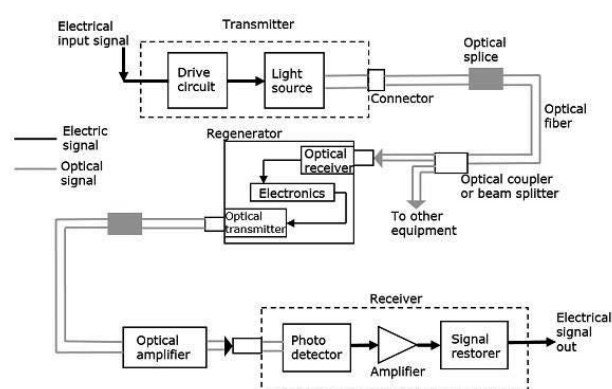 Electrical
input signal
Transmitter
Drive
circuit
Light
source
Connector
Optical
splice
Optical
fiber
Electric
signal
Optical
signal
Regenerator
Optical
receiver
Electronics
Optical
transmitter
Optical coupler
or beam splitter
To other
equipment
Receiver
Optical
amplifier
Photo
detector
Amplifier
Signal
restorer
Electrical
signal
out